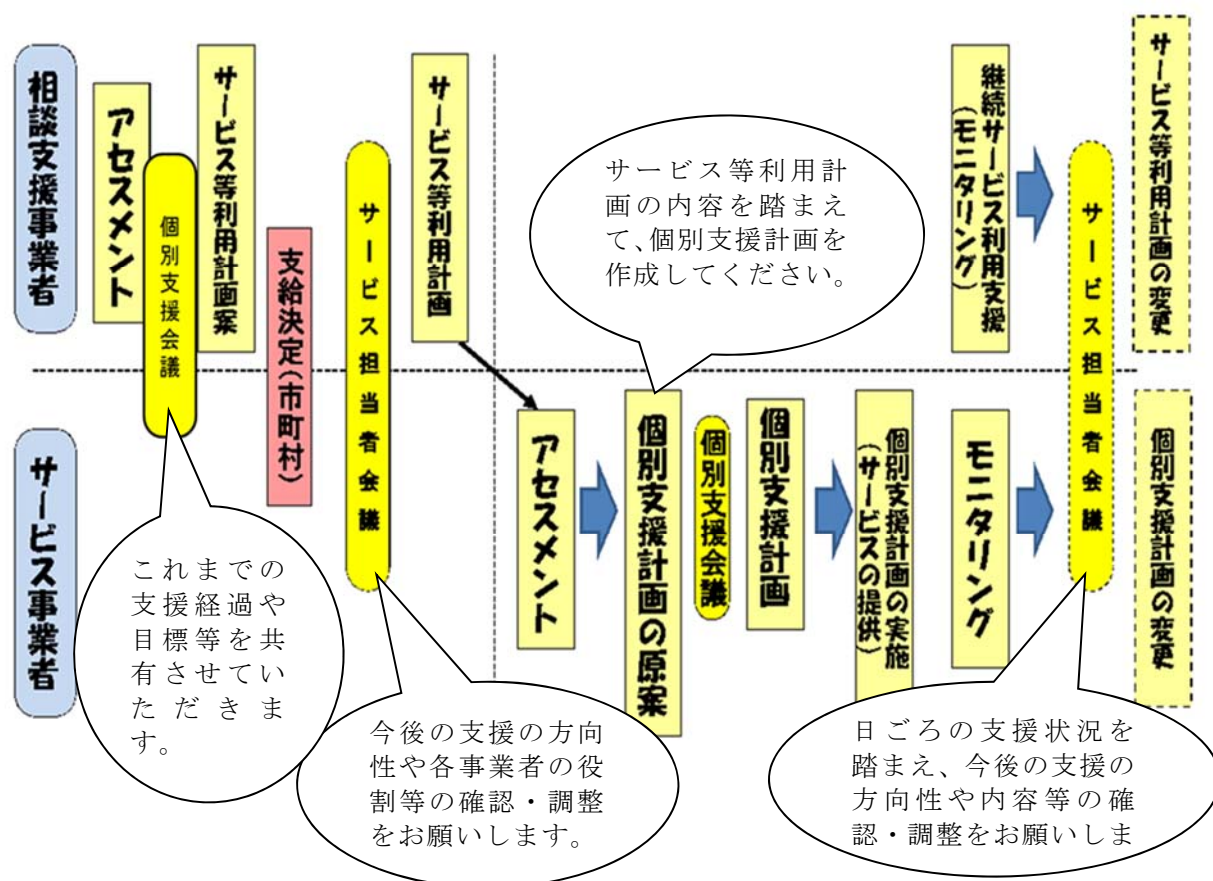 相談支援事業者
アセスメント
個別支援会議
サービス等利用計画案
支給決定(市町村)
サービス担当者会議
サービス等利用計画
サービス等利用計
画の内容を踏まえ
て、個別支援計画を
作成してください。
継続サービス利用支援
(モニタリング)
サービス担当者会議
サービス等利用計画の変更
サービス事業者
アセスメント
個別支援計画の原案
個別支援会議
個別支援計画
個別支援計画の実施
(サービスの提供)
モニタリング
個別支援計画の変更
これまでの
支援経過や
目標等を共
有させてい
ただきま
す。
今後の支援の方向
性や各事業者の役
割等の確認・調整
をお願いします。
日ごろの支援状況を
踏まえ、今後の支援の
方向性や内容等の確
認・調整をお願いしま